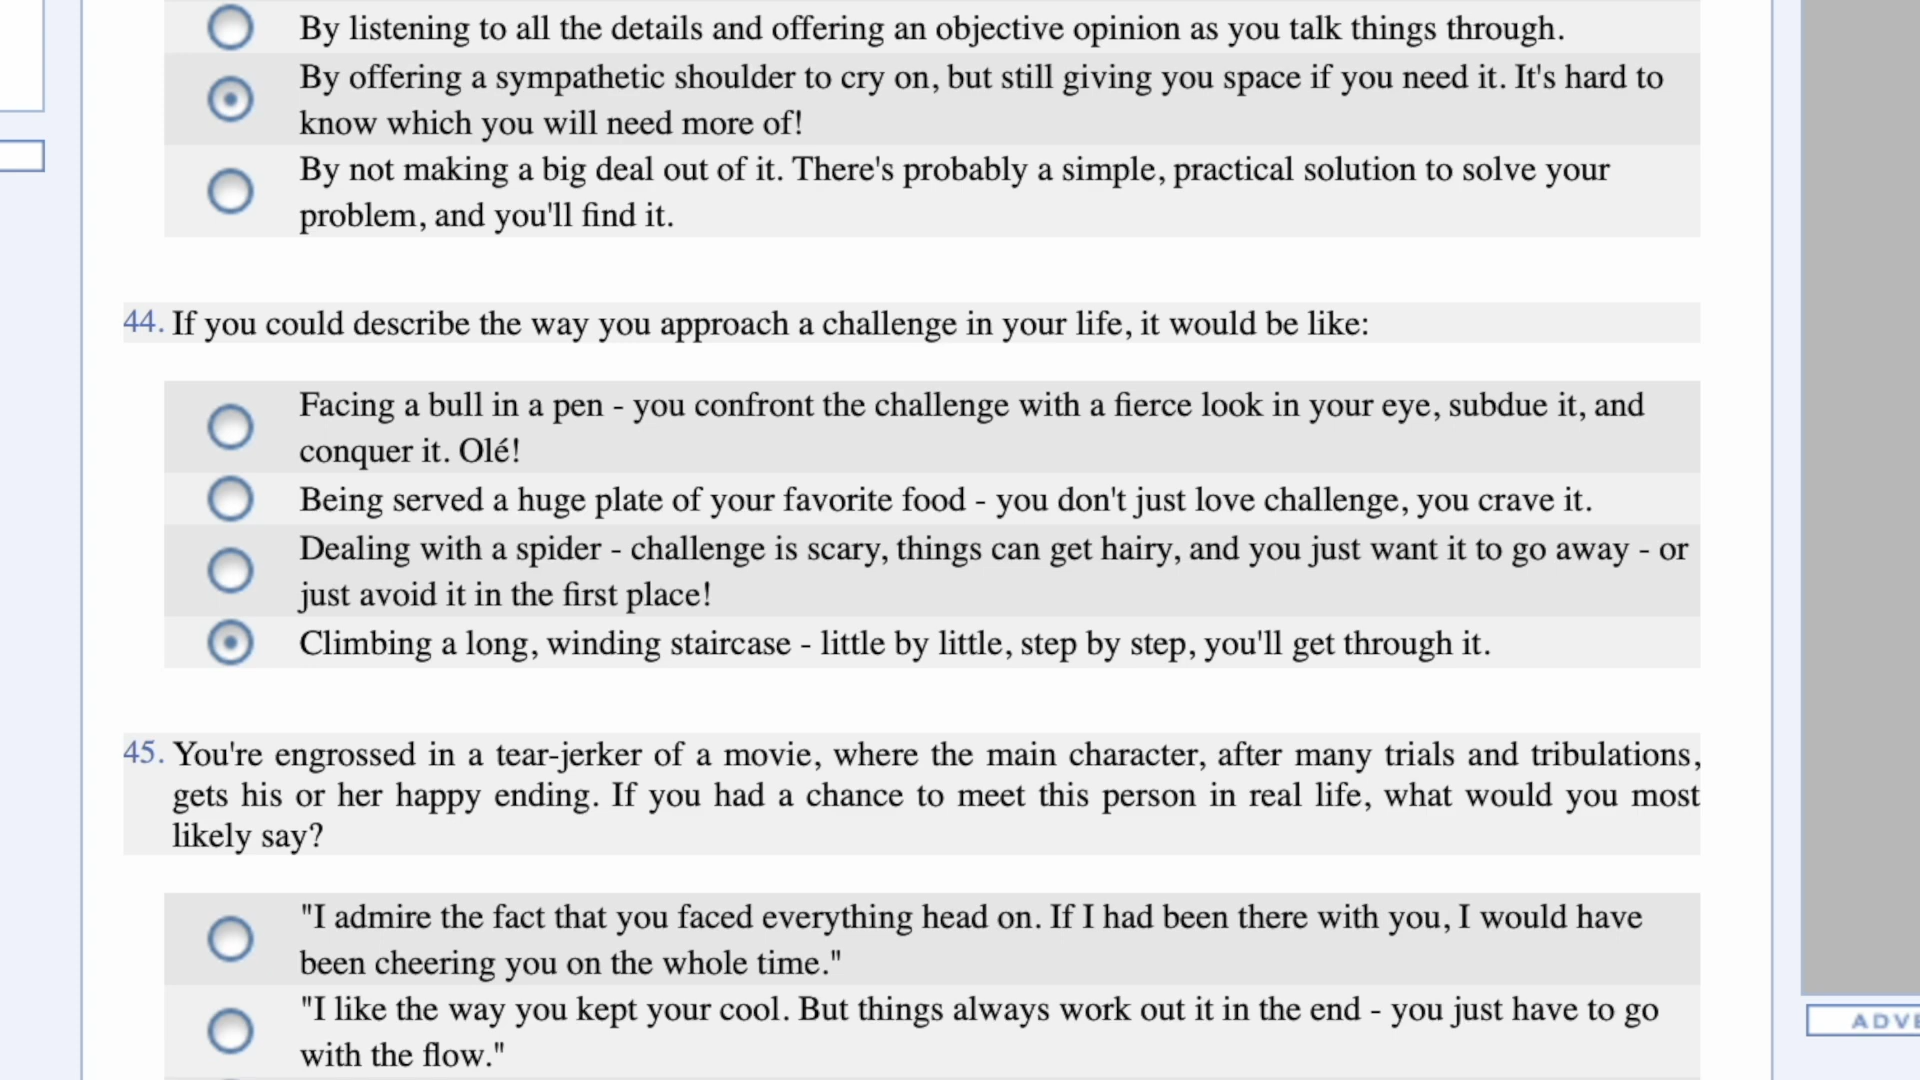 By listening to all the details and offering an objective opinion as you talk things through.
By offering a sympathetic shoulder to cry on, but still giving you space if you need it. It's hard to
know which you will need more of!
By not making a big deal out of it. There's probably a simple, practical solution to solve your
problem, and you'll find it.
44. If you could describe the way you approach a challenge in your life, it would be like:
Facing a bull in a pen - you confront the challenge with a fierce look in your eye, subdue it, and
conquer it. Olé!
Being served a huge plate of your favorite food - you don't just love challenge, you crave it.
Dealing with a spider - challenge is scary, things can get hairy, and you just want it to go away - or
just avoid it in the first place!
Climbing a long, winding staircase - little by little, step by step, you'll get through it.
45. You're engrossed in a tear-jerker of a movie, where the main character, after many trials and tribulations,
gets his or her happy ending. If you had a chance to meet this person in real life, what would you most
likely say?
"I admire the fact that you faced everything head on. If I had been there with you, I would have
been cheering you on the whole time."
"I like the way you kept your cool. But things always work out it in the end - you just have to go
with the flow."